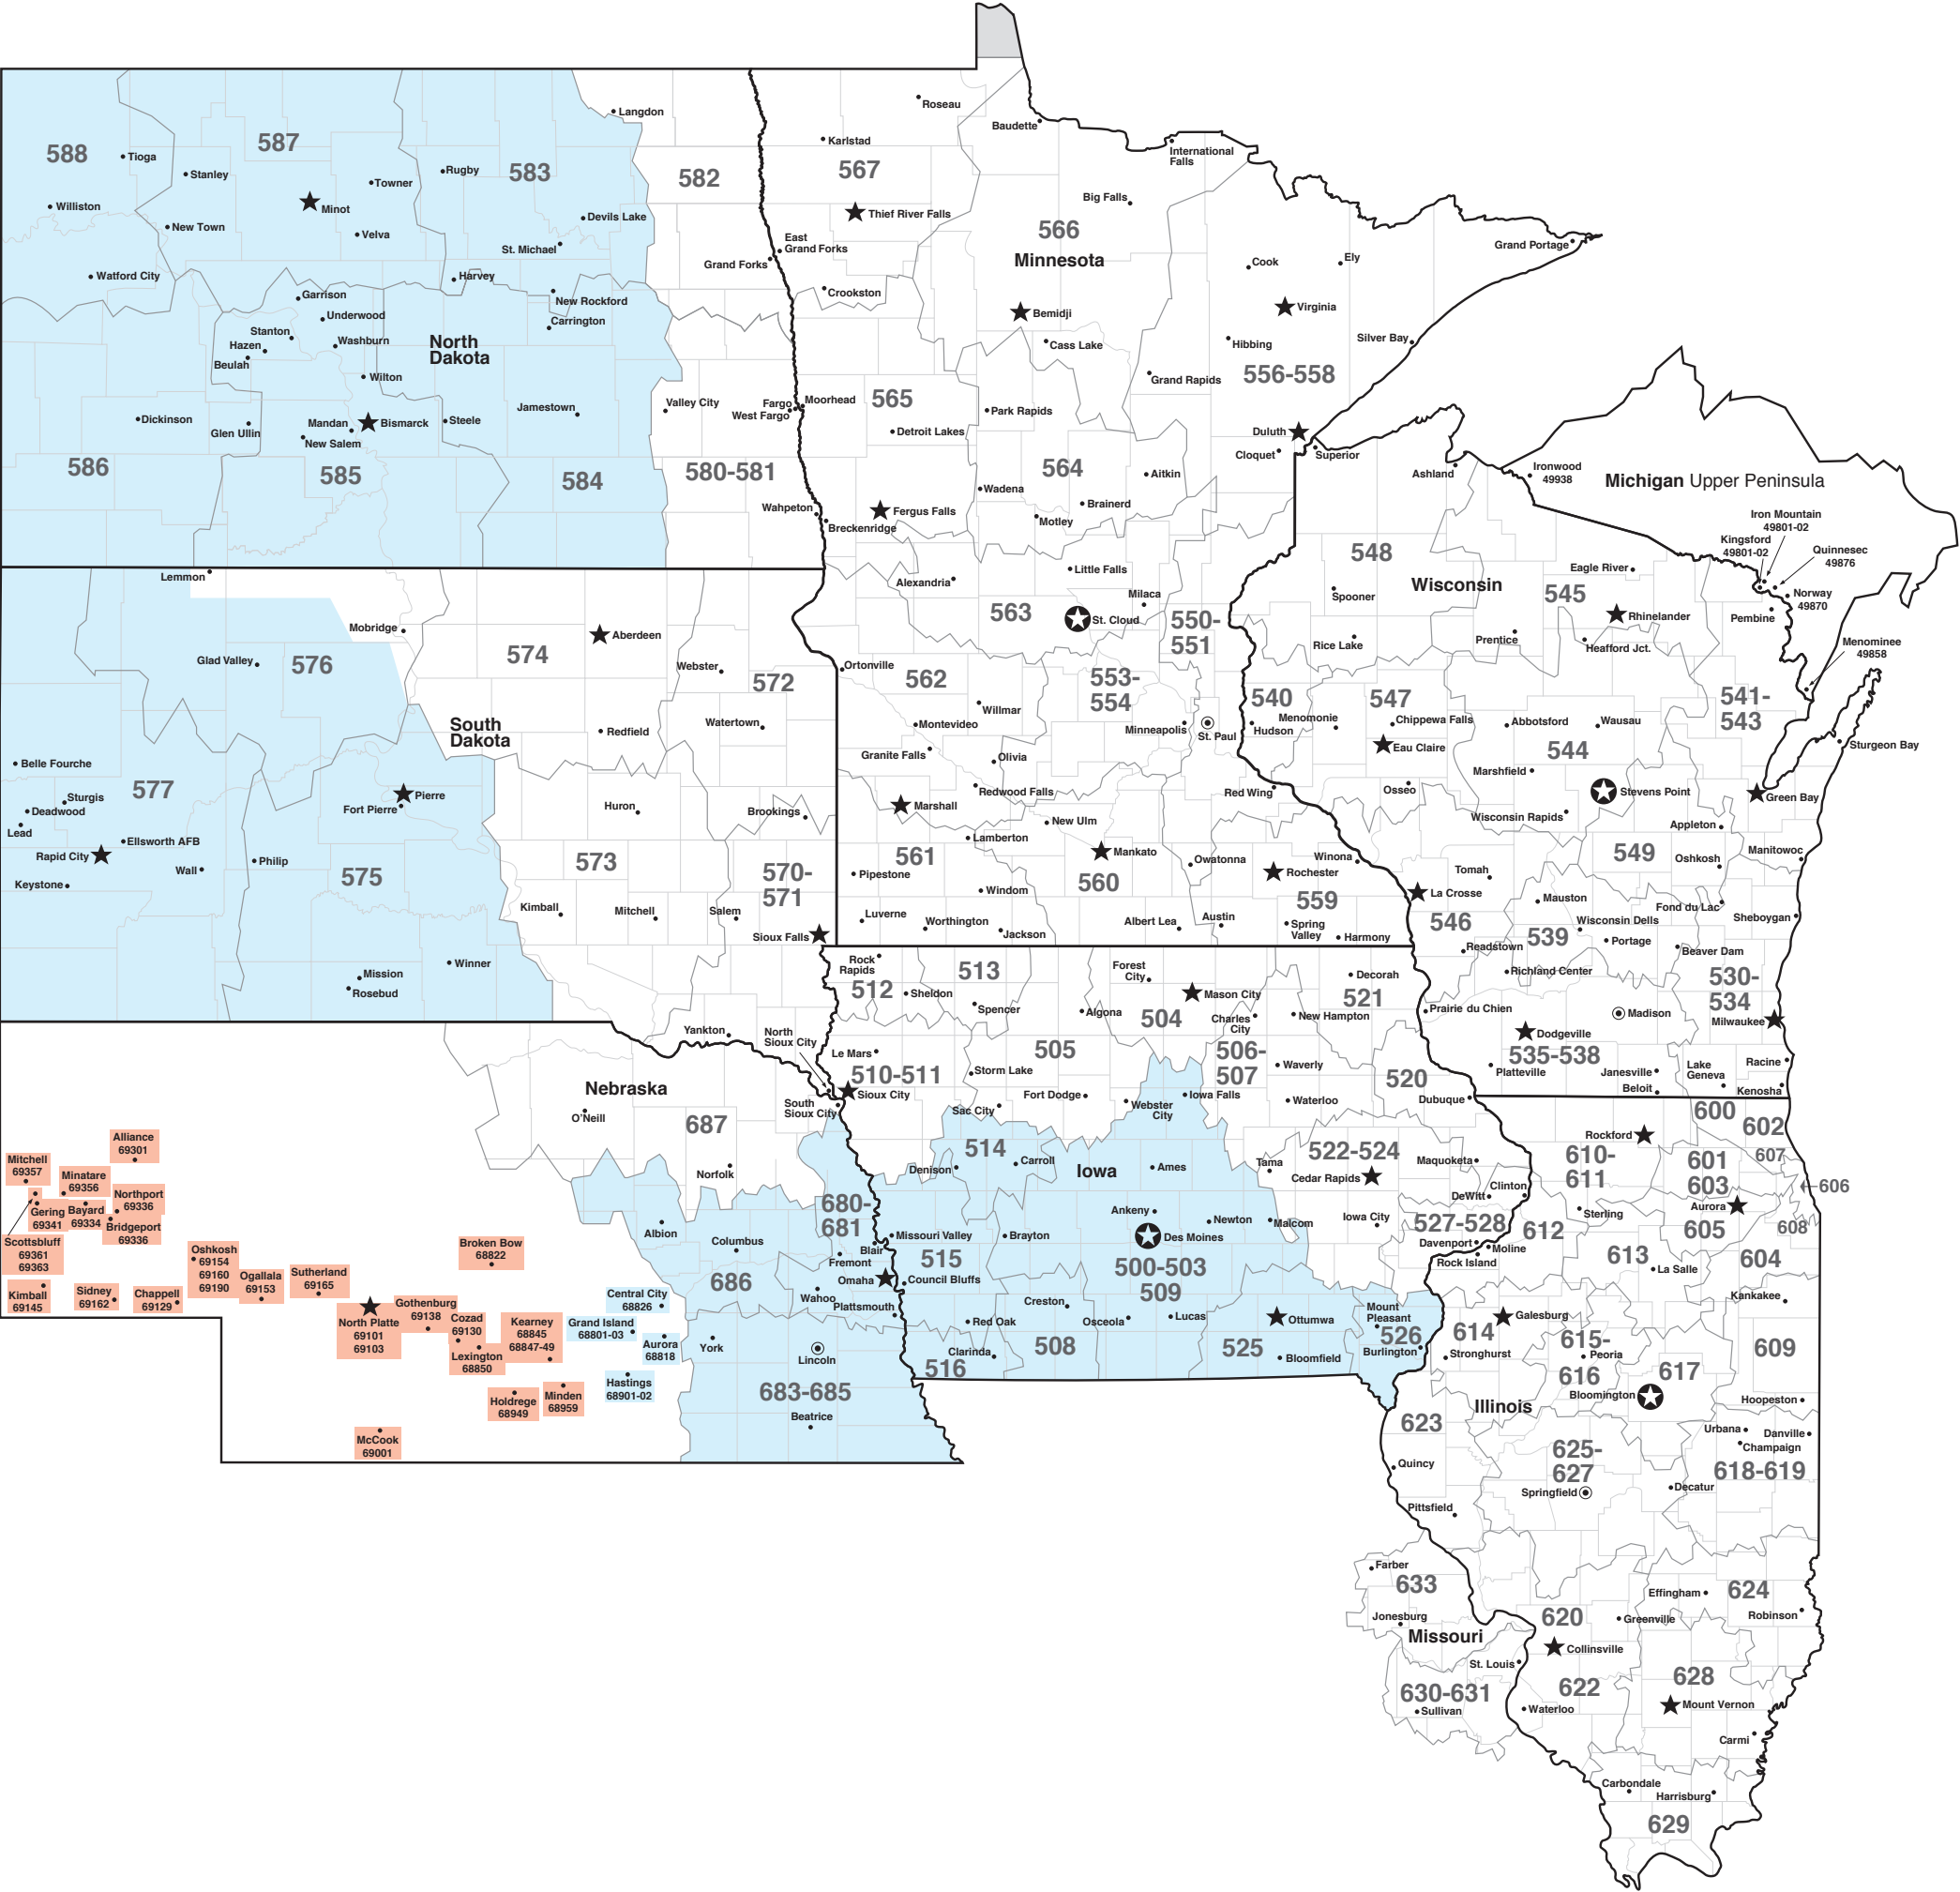 Langdon
588
Tioga
587
Stanley
Rugby
583
Towner
582
Williston
Minot
New Town
Devils Lake
Velva
St. Michael
Grand Forks
Watford City
Harvey
Garrison
New Rockford
Underwood
Carrington
Stanton
Hazen
Washburn
Beulah
North
Dakota
Wilton
Dickinson
Glen Ullin
Mandan
Bismarck
New Salem
Steele
Jamestown
Valley City
Fargo
West Fargo
586
585
584
580-581
Wahpeton
Roseau
Karlstad
567
Baudette
International
Falls
Big Falls
Thief River Falls
566
Minnesota
East
Grand Forks
Crookston
Cook
Ely
Grand Portage
Bemidji
Virginia
Cass Lake
Hibbing
Silver Bay
Grand Rapids
556-558
Moorhead
565
Park Rapids
Detroit Lakes
Duluth
Cloquet
564
Aitkin
Wadena
Brainerd
Fergus Falls
Motley
Breckenridge
Little Falls
Alexandria
Milaca
563
St. Cloud
550-
551
Ortonville
562
553-
554
Willmar
Montevideo
Minneapolis
St. Paul
Granite Falls
Olivia
Redwood Falls
Red Wing
Marshall
New Ulm
Lamberton
Mankato
561
Owatonna
Winona
Rochester
Pipestone
Windom
560
559
Luverne
Worthington
Jackson
Albert Lea
Austin
Spring
Valley
Harmony
Superior
Ashland
Ironwood
49938
Michigan Upper Peninsula
Iron Mountain
49801-02
Kingsford
49801-02
Quinnesec
49876
Norway
49870
Menominee
49858
548
Wisconsin
Eagle River
545
Spooner
Rhinelander
Pembine
Rice Lake
Prentice
Heafford Jct.
540
547
541-
543
Hudson
Menomonie
Chippewa Falls
Abbotsford
Wausau
Eau Claire
544
Sturgeon Bay
Marshfield
Osseo
Stevens Point
Green Bay
Wisconsin Rapids
Appleton
549
Oshkosh
Manitowoc
Tomah
La Crosse
Mauston
Fond du Lac
546
Wisconsin Dells
Sheboygan
539
Portage
Readstown
Beaver Dam
Richland Center
530-
534
Prairie du Chien
Madison
Milwaukee
Dodgeville
535-538
Platteville
Janesville
Lake
Geneva
Racine
Beloit
Kenosha
Lemmon
Mobridge
Aberdeen
574
Glad Valley
576
Webster
572
South
Dakota
Redfield
Watertown
Belle Fourche
577
Sturgis
Deadwood
Lead
Pierre
Fort Pierre
Huron
Brookings
Ellsworth AFB
Rapid City
Wall
Philip
573
570-
571
Keystone
575
Kimball
Mitchell
Salem
Sioux Falls
Winner
Mission
Rosebud
Yankton
North
Sioux City
Rock
Rapids
513
512
Sheldon
Spencer
Forest
City
Mason City
Decorah
521
Algona
504
Charles
City
New Hampton
Le Mars
505
506-
507
510-511
Storm Lake
Waverly
Sioux City
Fort Dodge
Iowa Falls
520
Sac City
Webster
City
Waterloo
Dubuque
514
522-524
Denison
Carroll
Iowa
Ames
Tama
Cedar Rapids
Maquoketa
DeWitt
Clinton
Ankeny
Newton
Malcom
Iowa City
Missouri Valley
Brayton
Des Moines
527-528
Davenport
515
500-503
509
Council Bluffs
Creston
Osceola
Lucas
Ottumwa
Mount
Pleasant
Red Oak
526
Clarinda
508
525
Bloomfield
Burlington
516
Nebraska
South
Sioux City
O'Neill
687
Norfolk
Alliance
69301
Mitchell
69357
Minatare
69356
Northport
69336
Gering
69341
Bayard
69334
Bridgeport
69336
Scottsbluff
69361
69363
Oshkosh
69154
69160
69190
Broken Bow
68822
Kimball
69145
Sidney
69162
Chappell
69129
Ogallala
69153
Sutherland
69165
North Platte
69101
69103
Gothenburg
69138
Cozad
69130
Lexington
68850
Kearney
68845
68847-49
Central City
68826
Grand Island
68801-03
Aurora
68818
Hastings
68901-02
Holdrege
68949
Minden
68959
McCook
69001
680-
681
Albion
Columbus
Blair
Fremont
Omaha
686
Wahoo
Plattsmouth
York
Lincoln
683-685
Beatrice
600
602
Rockford
610-
611
601
603
607
606
Aurora
Sterling
612
605
608
Moline
Rock Island
613
La Salle
604
Kankakee
Galesburg
614
615-
Peoria
616
Stronghurst
617
609
Bloomington
Hoopeston
Illinois
623
Urbana
Danville
Champaign
625-
627
618-619
Quincy
Springfield
Decatur
Pittsfield
Farber
633
Jonesburg
Missouri
St. Louis
630-631
Sullivan
Effingham
624
620
Greenville
Robinson
Collinsville
628
622
Mount Vernon
Waterloo
Carmi
Carbondale
Harrisburg
629